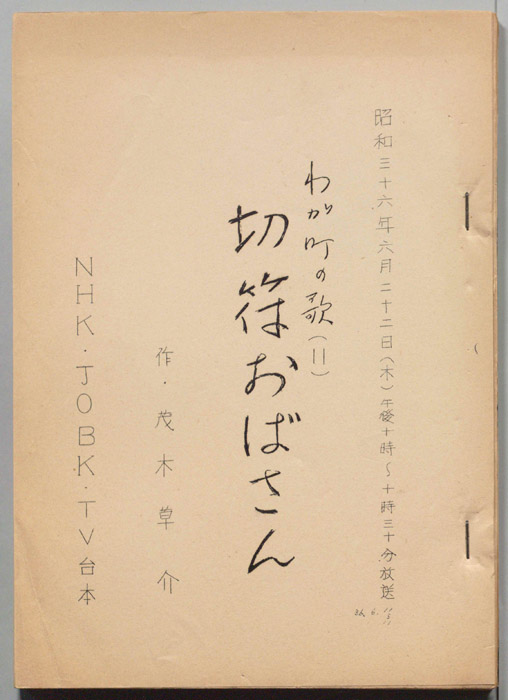 昭和三十六年六月二十二日(木)午後十時〜十時三十分放送
わが町の歌(11)
切符おばさん
作・茂木草介
NHK・JOBK・TV台本